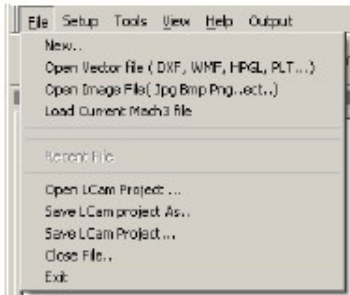 File Setup Tools View Help Output
New..
Open Vector file ( DXF, WMF, HPGL, PLT...)
Open Image File( Jpg Bmp Png..ect..)
Load Current Mach3 file
Recent File
Open LCam Project ...
Save LCam project As..
Save LCam Project...
Close File..
Exit